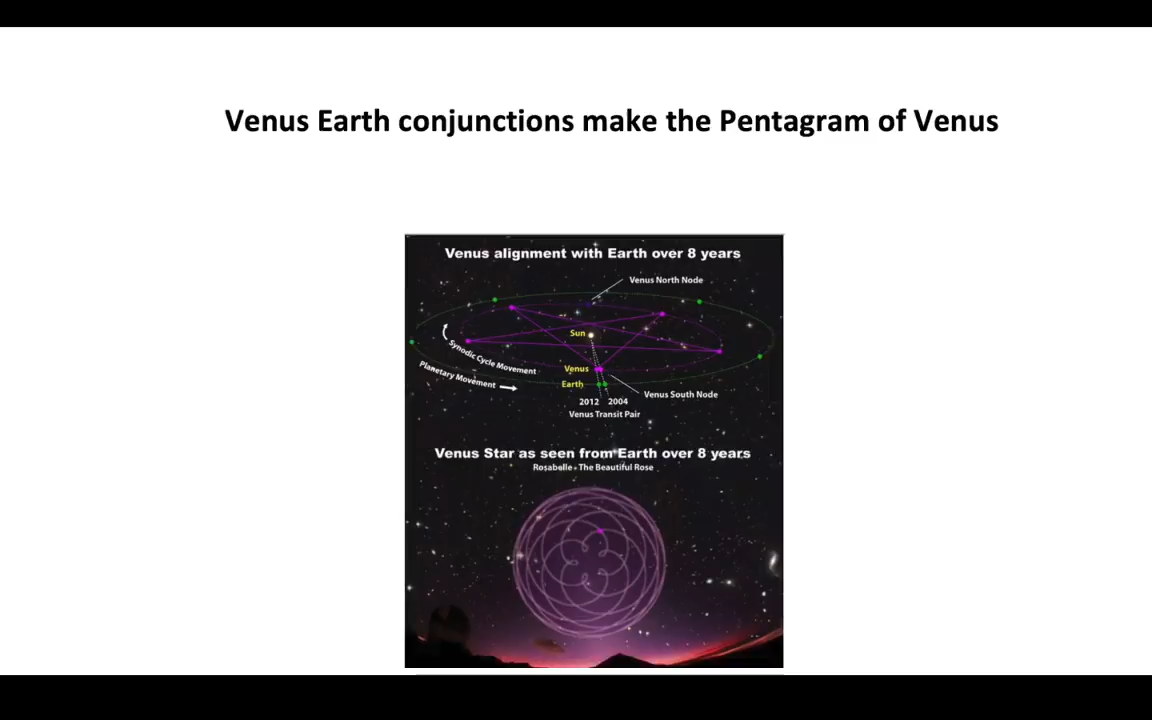 Venus Earth conjunctions make the Pentagram of Venus
Venus alignment with Earth over 8 years
Venus North Node
Sun
Synodic Cycle Movement
Planetary Movement
Venus
Earth
Venus South Node
2012 2004
Venus Transit Pair
Venus Star as seen from Earth over 8 years
Rosabelle - The Beautiful Rose